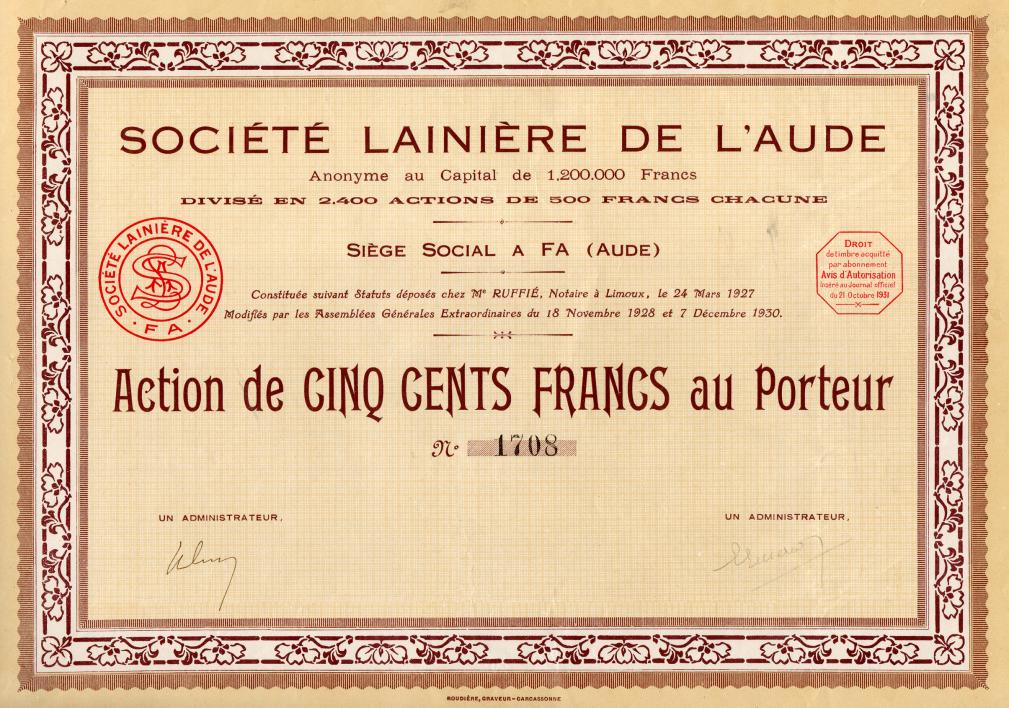 SOCIÉTÉ LAINIÈRE DE L'AUDE
Anonyme au Capital de 1,200.000 Francs
DIVISÉ EN 2.400 ACTIONS DE 500 FRANCS CHACUNE
SIÈGE SOCIAL A FA (AUDE)
SOCIÉTÉ LAINIÈRE DE L'AUDE
· FA ·
DROIT
de timbre acquitté
par abonnement
Avis d'Autorisation
Inséré au Journal officiel
du 21 Octobre 1931
Constituée suivant Statuts déposés chez Me RUFFIÉ, Notaire à Limoux, le 24 Mars 1927
Modifiés par les Assemblées Générales Extraordinaires du 18 Novembre 1928 et 7 Décembre 1930.
Action de CINQ CENTS FRANCS au Porteur
No 1708
UN ADMINISTRATEUR,
UN ADMINISTRATEUR,
ROUDIÈRE, GRAVEUR - CARCASSONNE